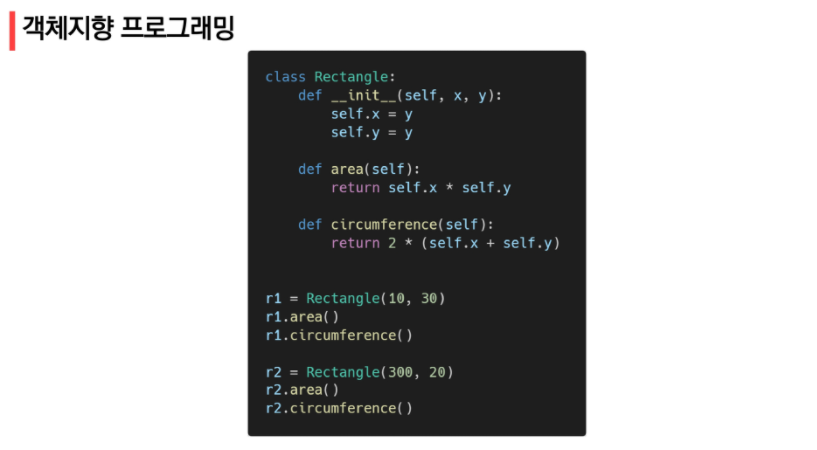 객체지향 프로그래밍
class Rectangle:
    def __init__(self, x, y):
        self.x = y
        self.y = y
    def area(self):
        return self.x * self.y
    def circumference(self):
        return 2 * (self.x + self.y)
r1 = Rectangle(10, 30)
r1.area()
r1.circumference()
r2 = Rectangle(300, 20)
r2.area()
r2.circumference()